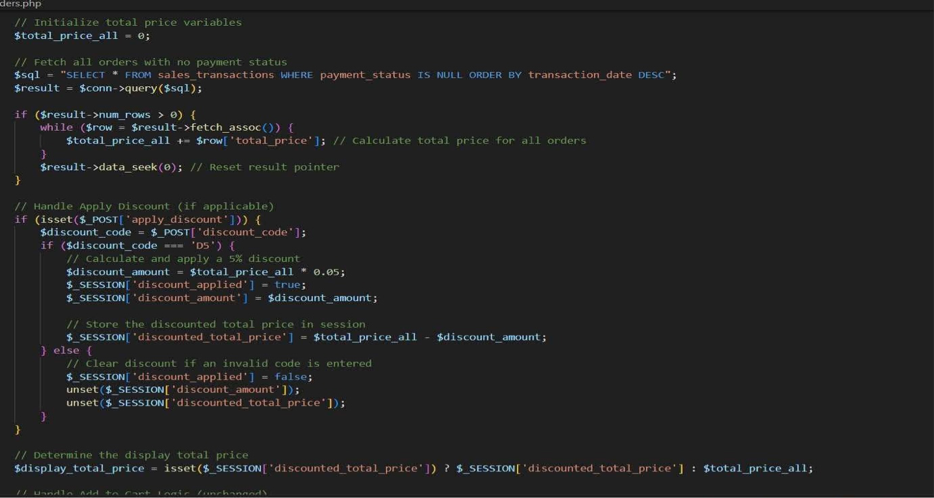 ders.php
// Initialize total price variables
$total_price_all = 0;
// Fetch all orders with no payment status
$sql = "SELECT * FROM sales_transactions WHERE payment_status IS NULL ORDER BY transaction_date DESC";
$result = $conn->query($sql);
if ($result->num_rows > 0) {
while ($row = $result->fetch_assoc()) {
$total_price_all += $row['total_price']; // Calculate total price for all orders
}
$result->data_seek(0); // Reset result pointer
}
// Handle Apply Discount (if applicable)
if (isset($_POST['apply_discount'])) {
$discount_code = $_POST['discount_code'];
if ($discount_code === 'D5') {
// Calculate and apply a 5% discount
$discount_amount = $total_price_all * 0.05;
$_SESSION['discount_applied'] = true;
$_SESSION['discount_amount'] = $discount_amount;
// Store the discounted total price in session
$_SESSION['discounted_total_price'] = $total_price_all - $discount_amount;
} else {
// Clear discount if an invalid code is entered
$_SESSION['discount_applied'] = false;
unset($_SESSION['discount_amount']);
unset($_SESSION['discounted_total_price']);
}
}
// Determine the display total price
$display_total_price = isset($_SESSION['discounted_total_price']) ? $_SESSION['discounted_total_price'] : $total_price_all;
// Handle Add to Cart Logic (unchanged)